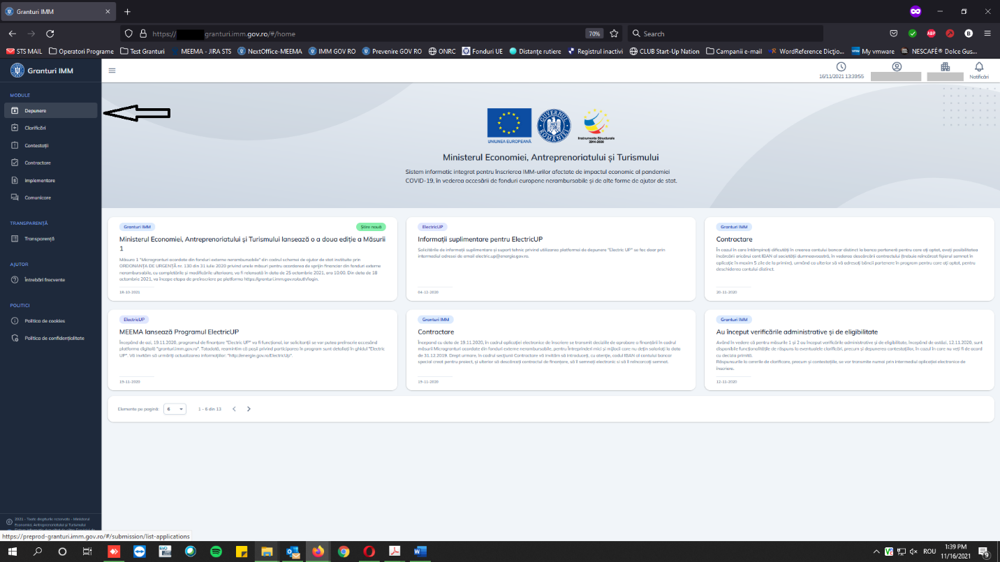 Granturi IMM
https:// granturi.imm.gov.ro/#/home
70%
Search
STS MAIL
Operatori Programe
Test Granturi
MEEMA - JIRA STS
NextOffice-MEEMA
IMM GOV RO
Prevenire GOV RO
ONRC
Fonduri UE
Distanțe rutiere
Registrul inactivi
CLUB Start-Up Nation
Campanii e-mail
WordReference Dicțio...
My vmware
NESCAFÉ® Dolce Gus...
Granturi IMM
16/11/2021 13:39:55
Notificări
MODULE
Depunere
Clarificări
Contestații
Contractare
Implementare
Comunicare
TRANSPARENȚĂ
Transparență
AJUTOR
Întrebări frecvente
POLITICI
Politica de cookies
Politica de confidențialitate
UNIUNEA EUROPEANĂ
GUVERNUL ROMÂNIEI
Instrumente Structurale
2014-2020
Ministerul Economiei, Antreprenoriatului și Turismului
Sistem informatic integrat pentru înscrierea IMM-urilor afectate de impactul economic al pandemiei
COVID-19, în vederea accesării de fonduri europene nerambursabile și de alte forme de ajutor de stat.
Granturi IMM
Știre nouă
Ministerul Economiei, Antreprenoriatului și Turismului lansează o a doua ediție a Măsurii
1
Măsura 1 "Microgranturi acordate din fonduri externe nerambursabile" din cadrul schemei de ajutor de stat instituite prin
ORDONANȚA DE URGENȚĂ nr. 130 din 31 iulie 2020 privind unele măsuri pentru acordarea de sprijin financiar din fonduri externe
nerambursabile, cu completările și modificările ulterioare, va fi relansată în data de 25 octombrie 2021, ora 10:00. Din data de 18
octombrie 2021, va începe etapa de preînscriere pe platforma https://granturi.imm.gov.ro/auth/login.
18-10-2021
ElectricUP
Informații suplimentare pentru ElectricUP
Solicitările de informații suplimentare și suport tehnic privind utilizarea platformei de depunere "Electric UP" se fac doar prin
intermediul adresei de email electric.up@energie.gov.ro.
04-11-2020
Granturi IMM
Contractare
În cazul în care întâmpinați dificutăți în crearea contului bancar distinct la banca parteneră pentru care ați optat, aveți posibilitatea
încărcării oricărui cont IBAN al societății dumneavoastră, în vederea descărcării contractului (trebuie reîncărcat fișierul semnat în
aplicație în maxim 5 zile de la primire), urmând ca ulterior să vă adresați băncii partenere în program pentru care ați optat, pentru
deschiderea contului distinct.
20-11-2020
ElectricUP
MEEMA lansează Programul ElectricUP
Începând de azi, 19.11.2020, programul de finanțare "Electric UP" va fi funcțional, iar solicitanții se vor putea preînscrie accesând
platforma digitală "granturi.imm.gov.ro". Totodată, reamintim că pașii privind participarea în program sunt detaliați în ghidul "Electric
UP". Vă invităm să urmăriți actualizarea informațiilor: "http://energie.gov.ro/ElectricUp".
19-11-2020
Granturi IMM
Contractare
Începand cu data de 19.11.2020, în cadrul aplicației electronice de înscriere se transmit deciziile de aprobare a finanțării în cadrul
măsurii Microgranturi acordate din fonduri externe nerambursabile, pentru Întreprinderi mici și mijlocii care nu dețin salariați la data
de 31.12.2019. Drept urmare, în cadrul secțiunii Contractare vă invităm să introduceți, cu atenție, codul IBAN al contului bancar
special creat pentru proiect, și ulterior să descărcați contractul de finanțare, să îl semnați electronic si să îl reîncarcați semnat.
19-11-2020
Granturi IMM
Au început verificările administrative și de eligibilitate
Având în vedere că pentru măsurile 1 și 2 au început verificările administrative și de eligibilitate, începând de astăzi, 12.11.2020, sunt
disponibile funcționalitățile de răspuns la eventualele clarificări, precum și depunerea contestațiilor, în cazul în care nu veți fi de acord
cu decizia primită.
Răspunsurile la cererile de clarificare, precum și contestațiile, se vor transmite numai prin intermediul aplicației electronice de
înscriere.
12-11-2020
Elemente pe pagină:
6
1 - 6 din 13
2021 - Toate drepturile rezervate - Ministerul
Economiei, Antreprenoriatului și Turismului
https://preprod-granturi.imm.gov.ro/#/submission/list-applications
ROU
1:39 PM
11/16/2021
9